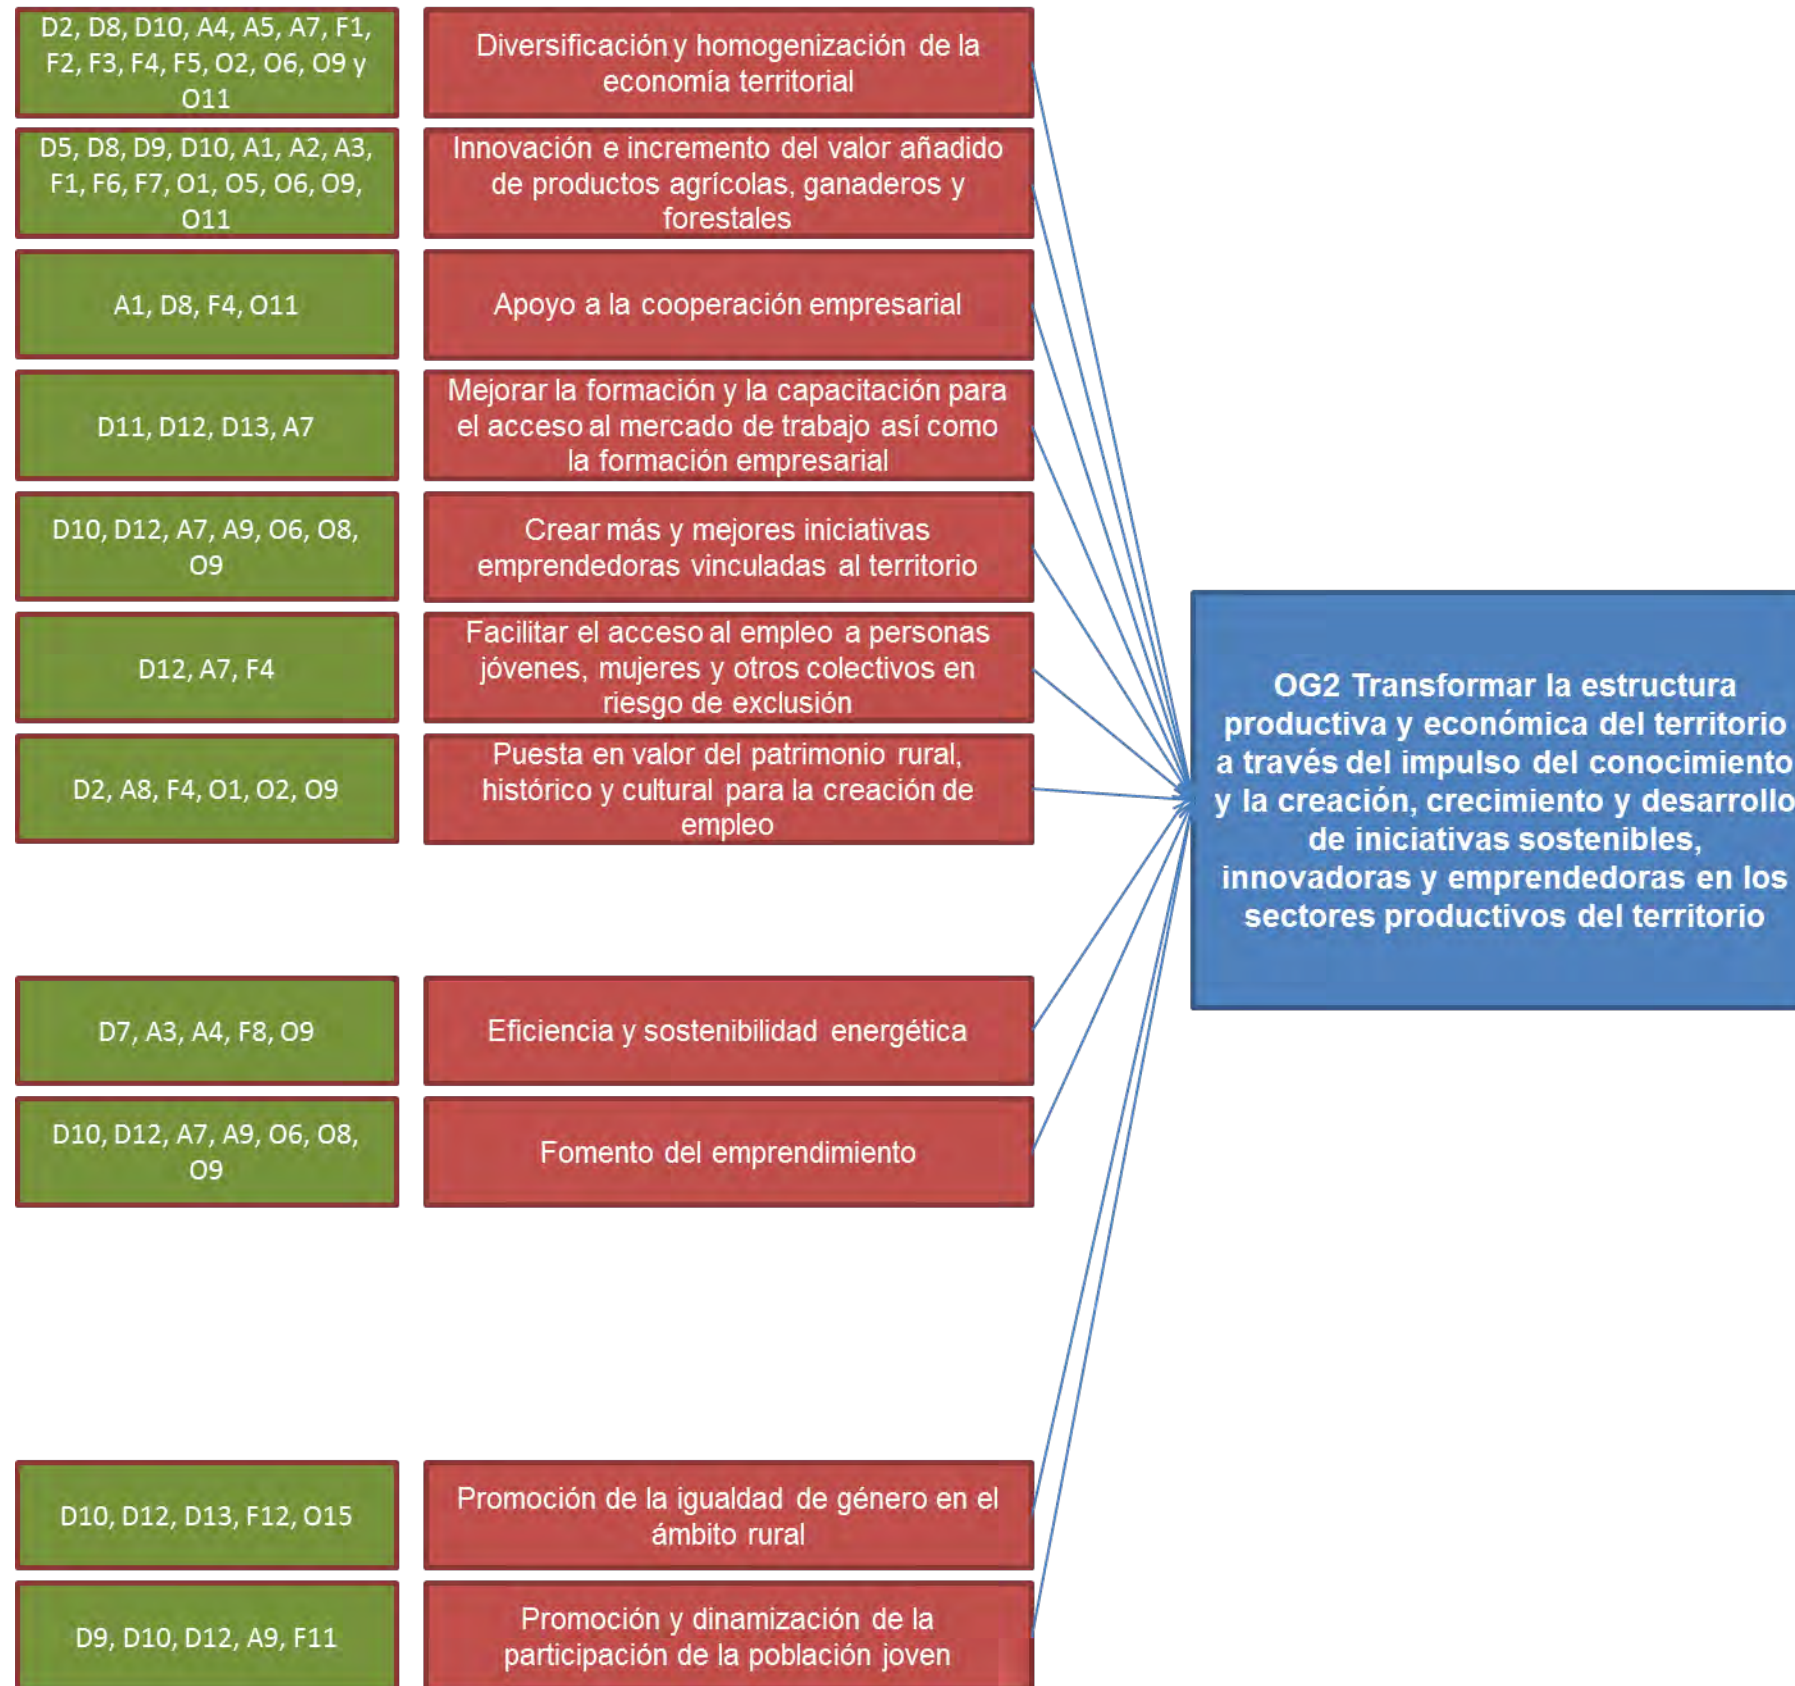 D2, D8, D10, A4, A5, A7, F1,
F2, F3, F4, F5, O2, O6, O9 y
O11
Diversificación y homogenización de la
economía territorial
D5, D8, D9, D10, A1, A2, A3,
F1, F6, F7, O1, O5, O6, O9,
O11
Innovación e incremento del valor añadido
de productos agrícolas, ganaderos y
forestales
A1, D8, F4, O11
Apoyo a la cooperación empresarial
D11, D12, D13, A7
Mejorar la formación y la capacitación para
el acceso al mercado de trabajo así como
la formación empresarial
D10, D12, A7, A9, O6, O8,
O9
Crear más y mejores iniciativas
emprendedoras vinculadas al territorio
D12, A7, F4
Facilitar el acceso al empleo a personas
jóvenes, mujeres y otros colectivos en
riesgo de exclusión
D2, A8, F4, O1, O2, O9
Puesta en valor del patrimonio rural,
histórico y cultural para la creación de
empleo
D7, A3, A4, F8, O9
Eficiencia y sostenibilidad energética
D10, D12, A7, A9, O6, O8,
O9
Fomento del emprendimiento
D10, D12, D13, F12, O15
Promoción de la igualdad de género en el
ámbito rural
D9, D10, D12, A9, F11
Promoción y dinamización de la
participación de la población joven
OG2 Transformar la estructura
productiva y económica del territorio
a través del impulso del conocimiento
y la creación, crecimiento y desarrollo
de iniciativas sostenibles,
innovadoras y emprendedoras en los
sectores productivos del territorio